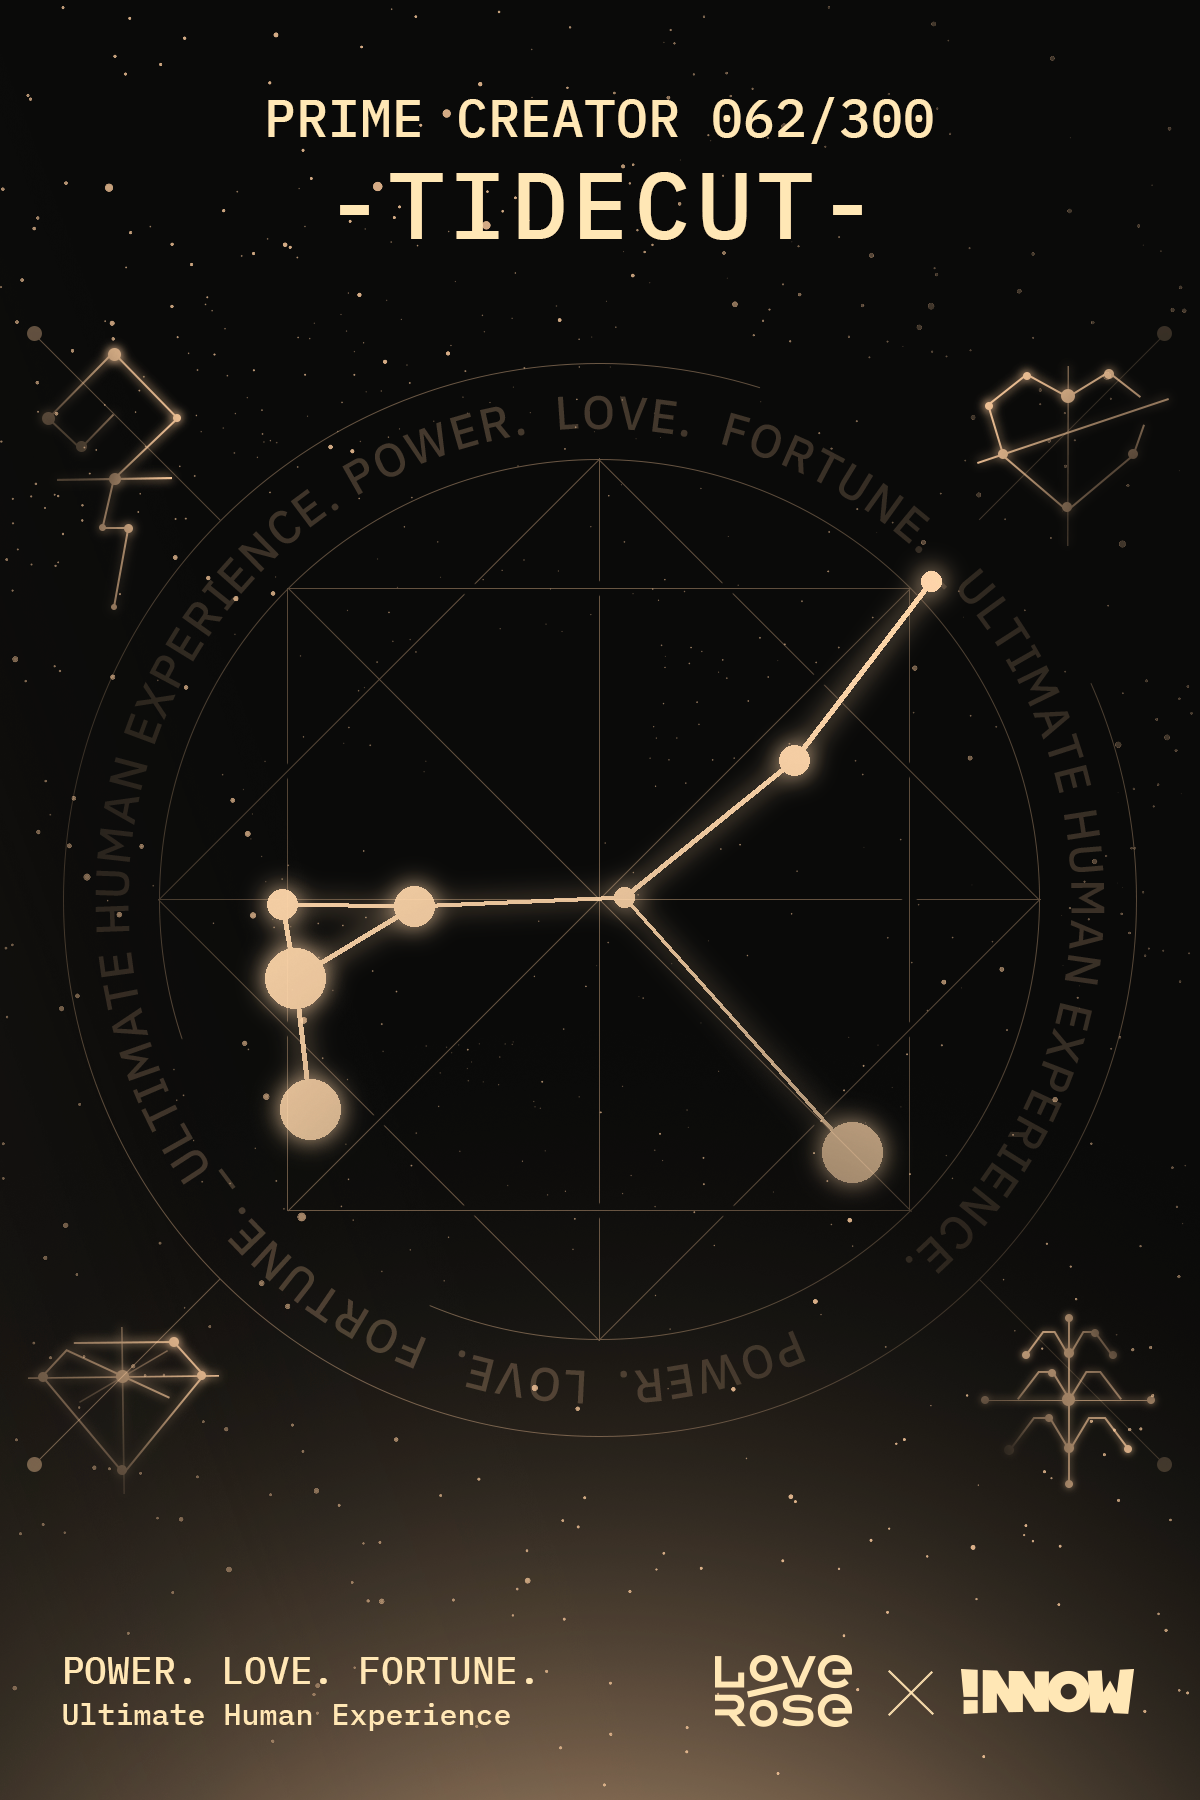 PRIME CREATOR 062/300
-TIDECUT-
POWER. LOVE. FORTUNE. ULTIMATE HUMAN EXPERIENCE.
POWER. LOVE. FORTUNE. — ULTIMATE HUMAN EXPERIENCE.
POWER. LOVE. FORTUNE.
Ultimate Human Experience
LOVE
ROSE
!NNOW